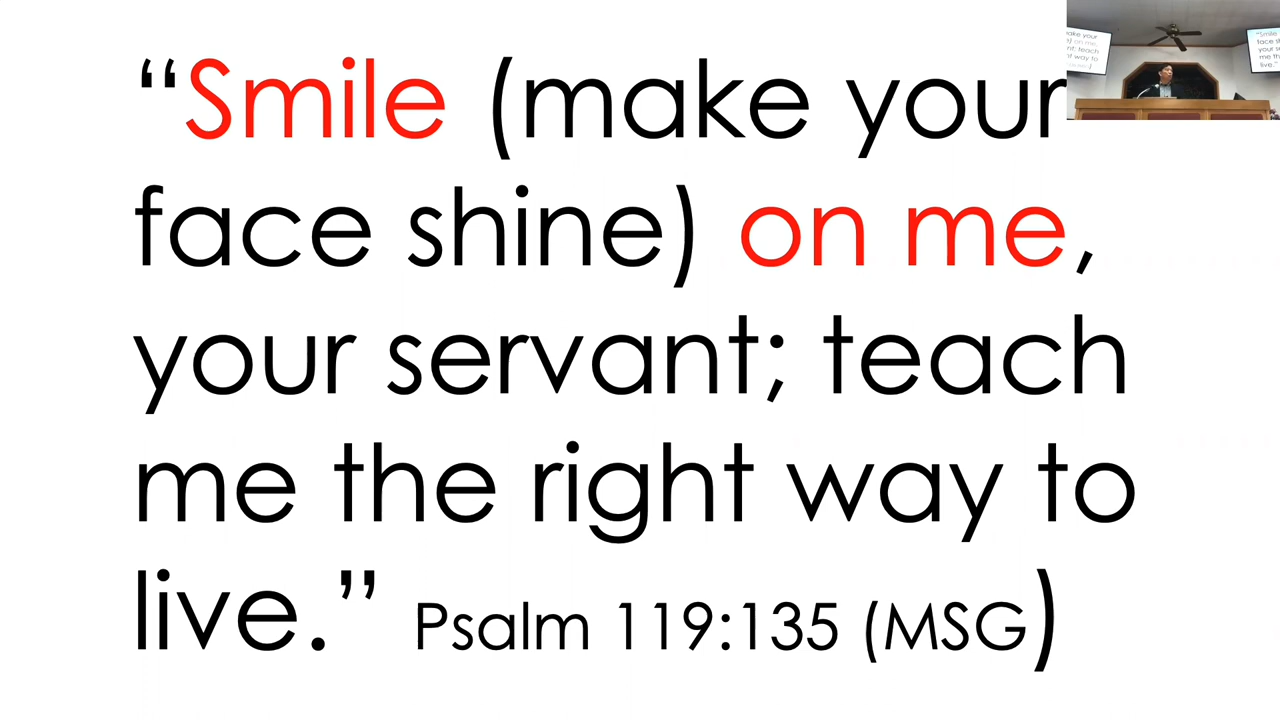 “Smile (make your
face shine) on me,
your servant; teach
me the right way to
live.” Psalm 119:135 (MSG)